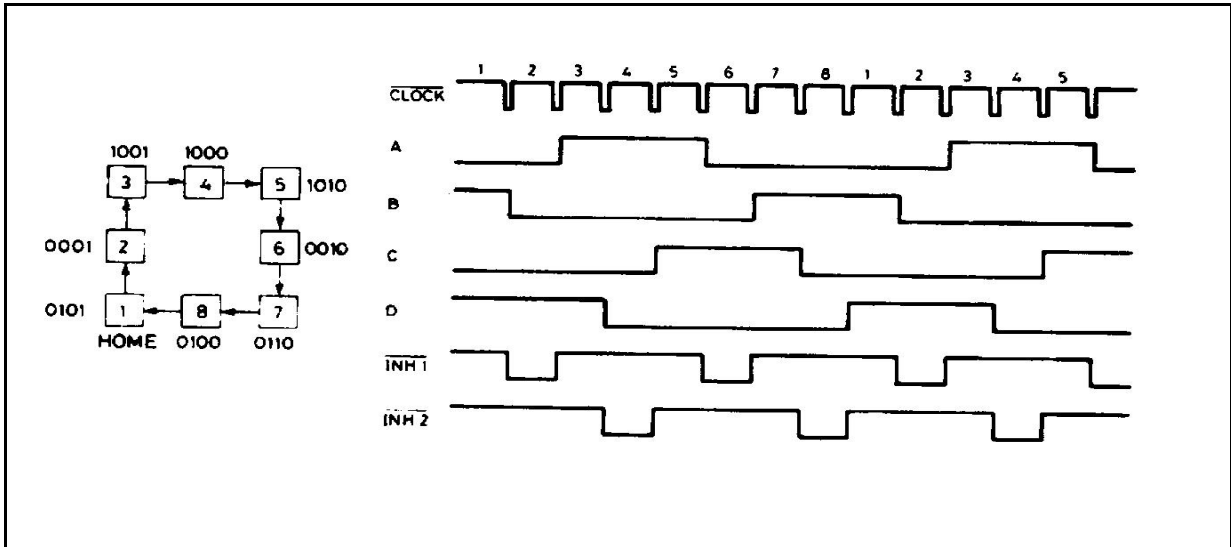 1001 1000
3 4 5 1010
0001 2 6 0010
0101 1 8 7
HOME 0100 0110
1 2 3 4 5 6 7 8 1 2 3 4 5
CLOCK
A
B
C
D
INH 1
INH 2